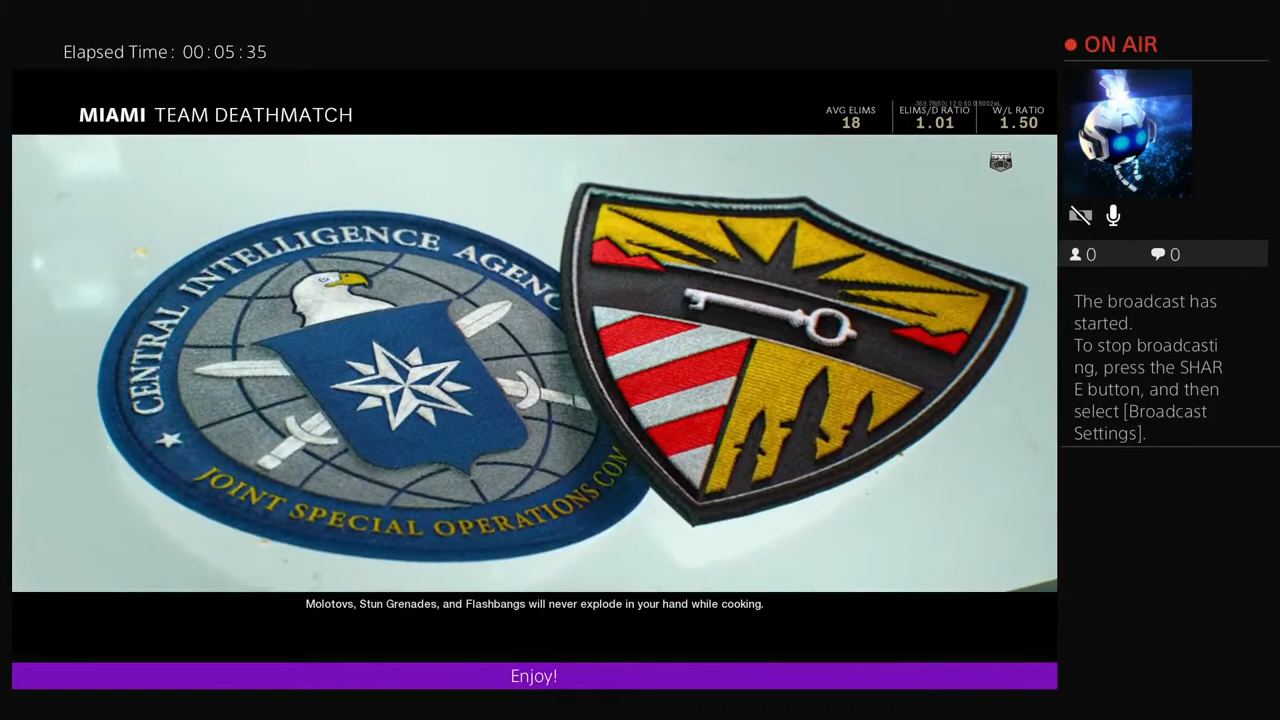 Elapsed Time: 00:05:35
ON AIR
MIAMI TEAM DEATHMATCH
AVG ELIMS
18
ELIMS/D RATIO
1.01
W/L RATIO
1.50
CENTRAL INTELLIGENCE AGENC
JOINT SPECIAL OPERATIONS COM
0
0
The broadcast has
started.
To stop broadcasti
ng, press the SHAR
E button, and then
select [Broadcast
Settings].
Molotovs, Stun Grenades, and Flashbangs will never explode in your hand while cooking.
Enjoy!